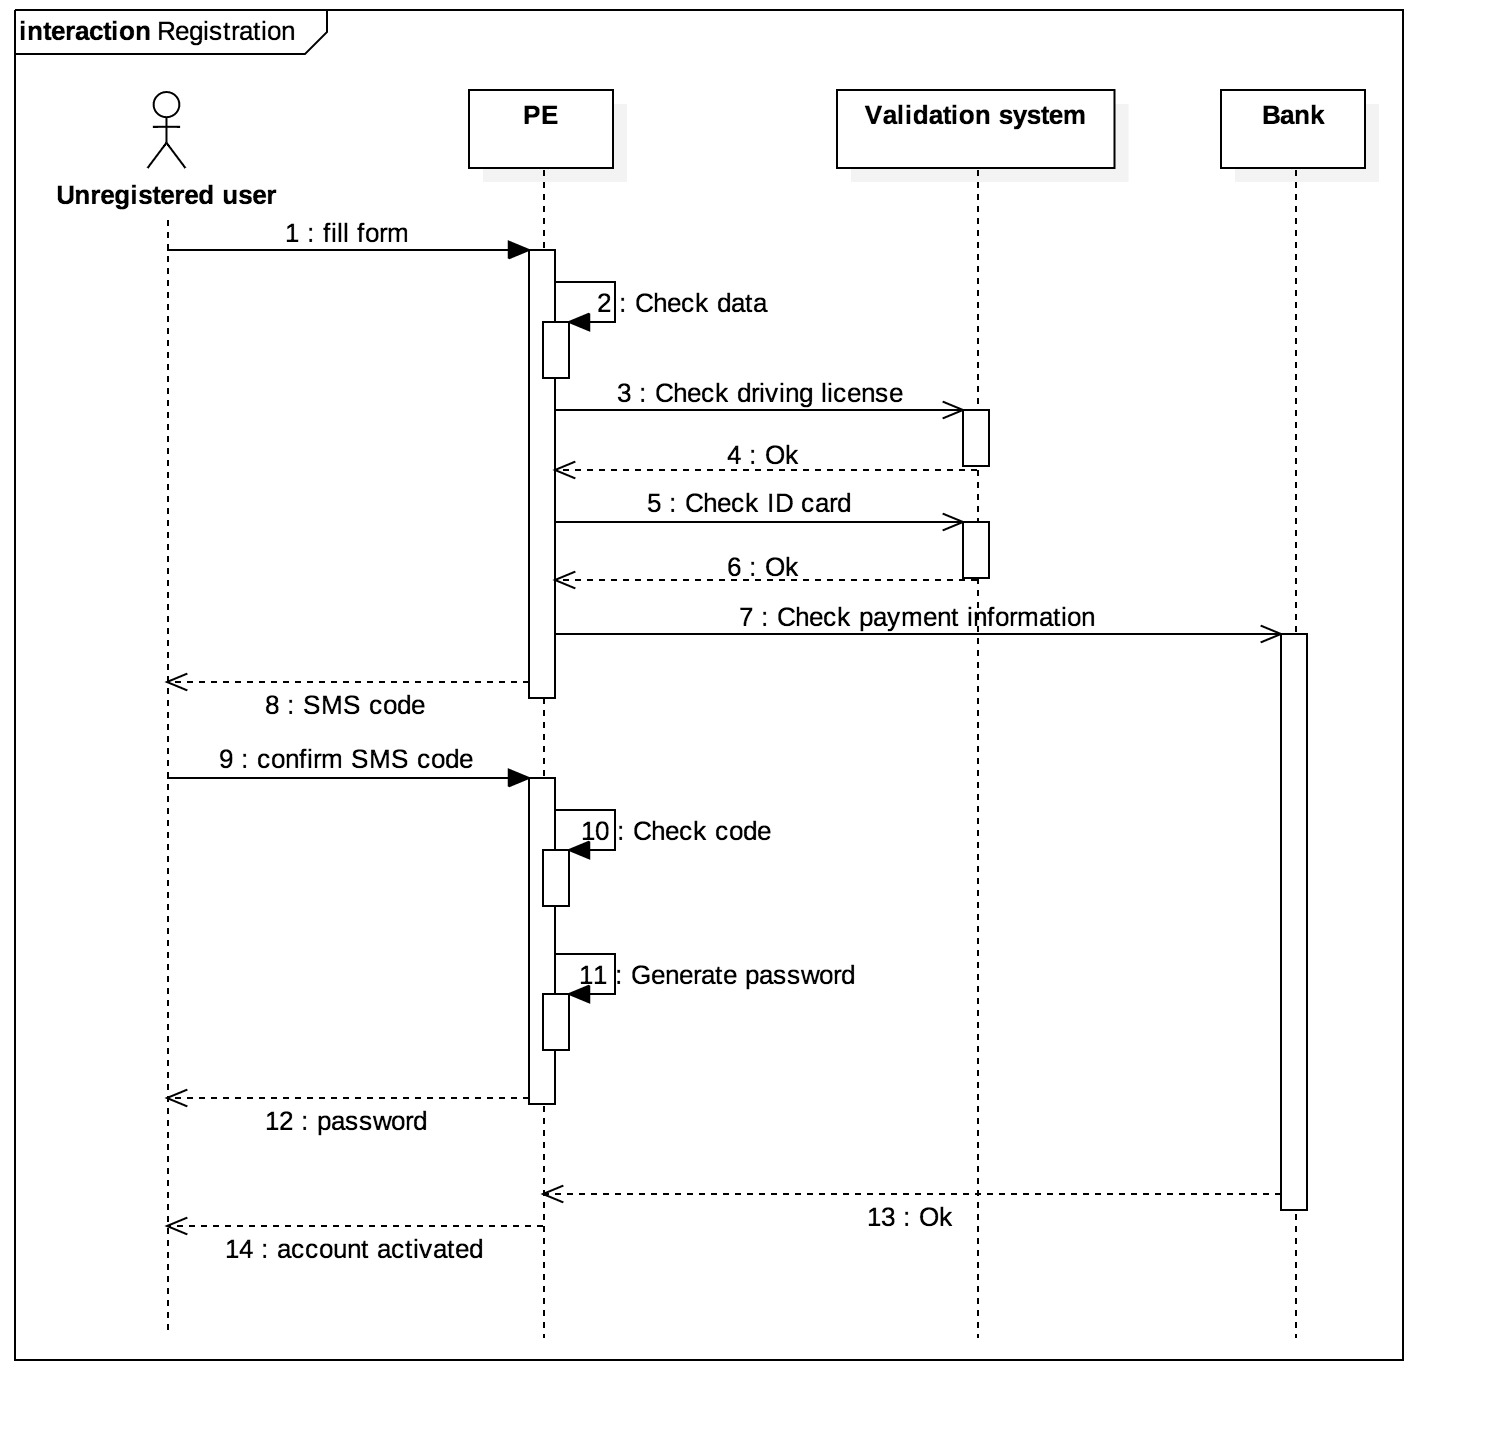 interaction Registration
Unregistered user
PE
Validation system
Bank
1 : fill form
2 : Check data
3 : Check driving license
4 : Ok
5 : Check ID card
6 : Ok
7 : Check payment information
8 : SMS code
9 : confirm SMS code
10 : Check code
11 : Generate password
12 : password
13 : Ok
14 : account activated